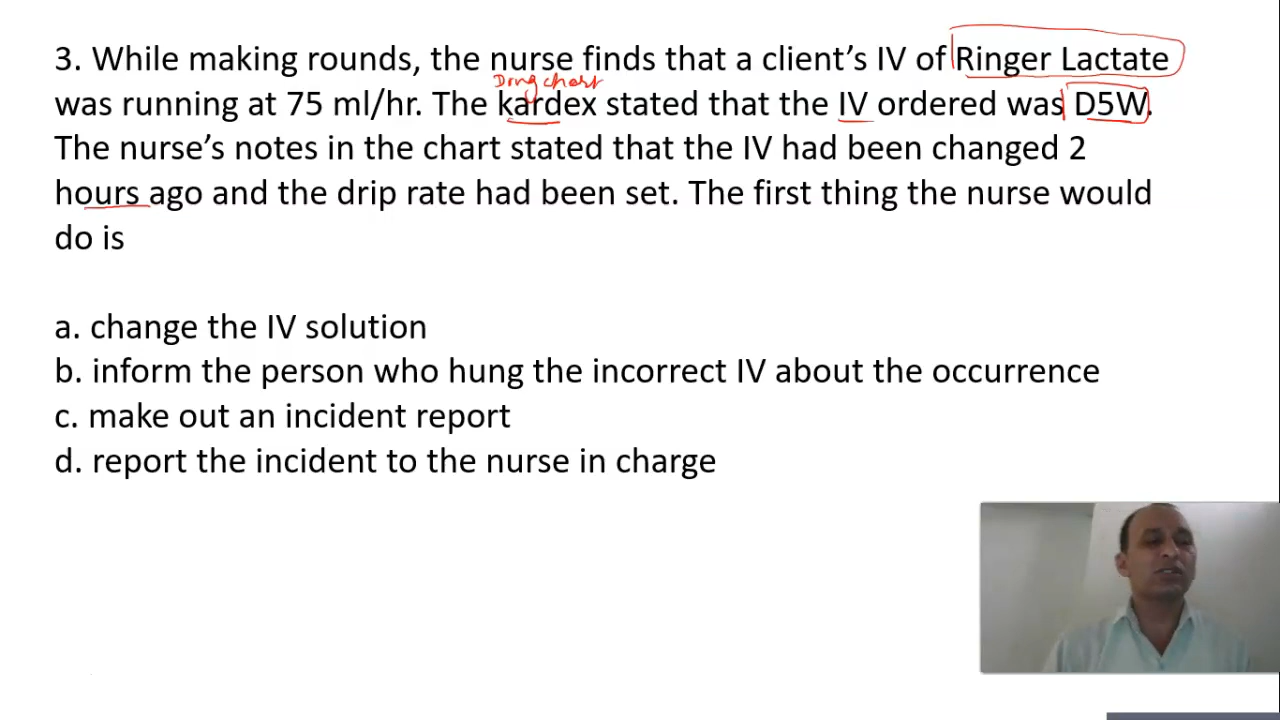 3. While making rounds, the nurse finds that a client's IV of Ringer Lactate
Drug chart
was running at 75 ml/hr. The kardex stated that the IV ordered was D5W.
The nurse's notes in the chart stated that the IV had been changed 2
hours ago and the drip rate had been set. The first thing the nurse would
do is
a. change the IV solution
b. inform the person who hung the incorrect IV about the occurrence
c. make out an incident report
d. report the incident to the nurse in charge